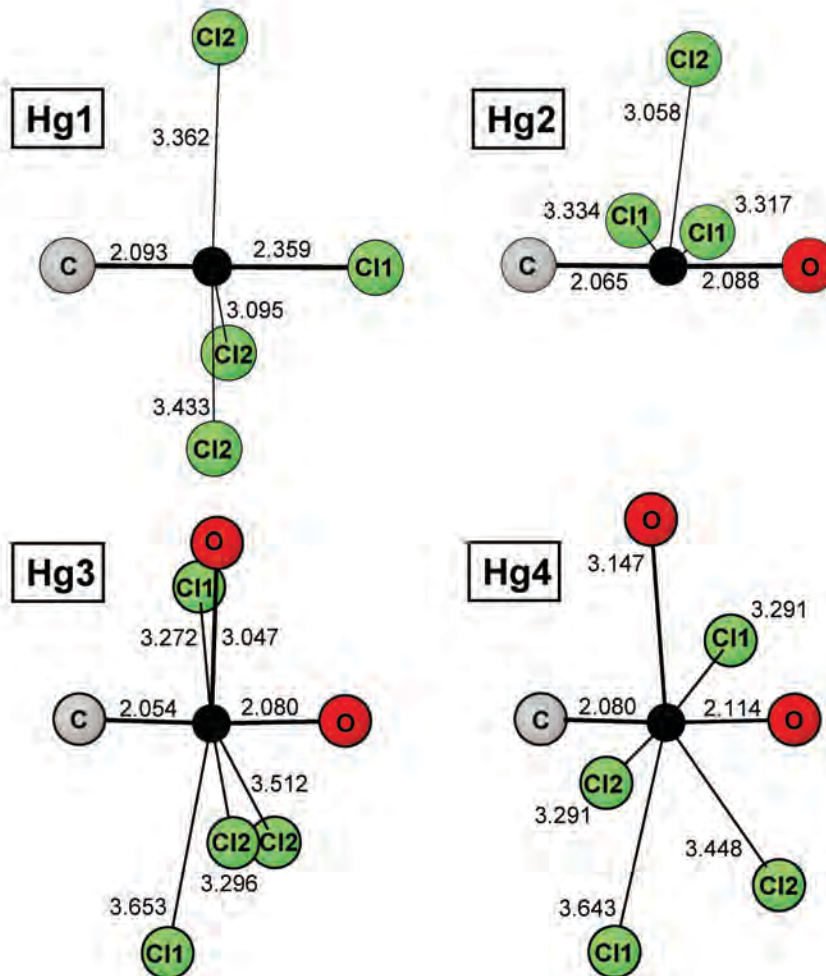 Hg1
Cl2
3.362
C
2.093
2.359
Cl1
3.095
Cl2
3.433
Cl2
Hg2
Cl2
3.058
3.334
Cl1
Cl1
3.317
C
2.065
2.088
O
Hg3
O
Cl1
3.272
3.047
C
2.054
2.080
O
3.512
Cl2
Cl2
3.296
3.653
Cl1
Hg4
O
3.147
Cl1
3.291
C
2.080
2.114
O
Cl2
3.291
3.448
Cl2
3.643
Cl1